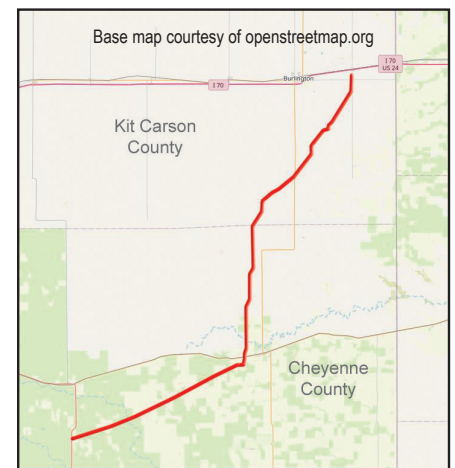 Base map courtesy of openstreetmap.org
I 70
US 24
Burlington
I 70
Kit Carson
County
Cheyenne
County